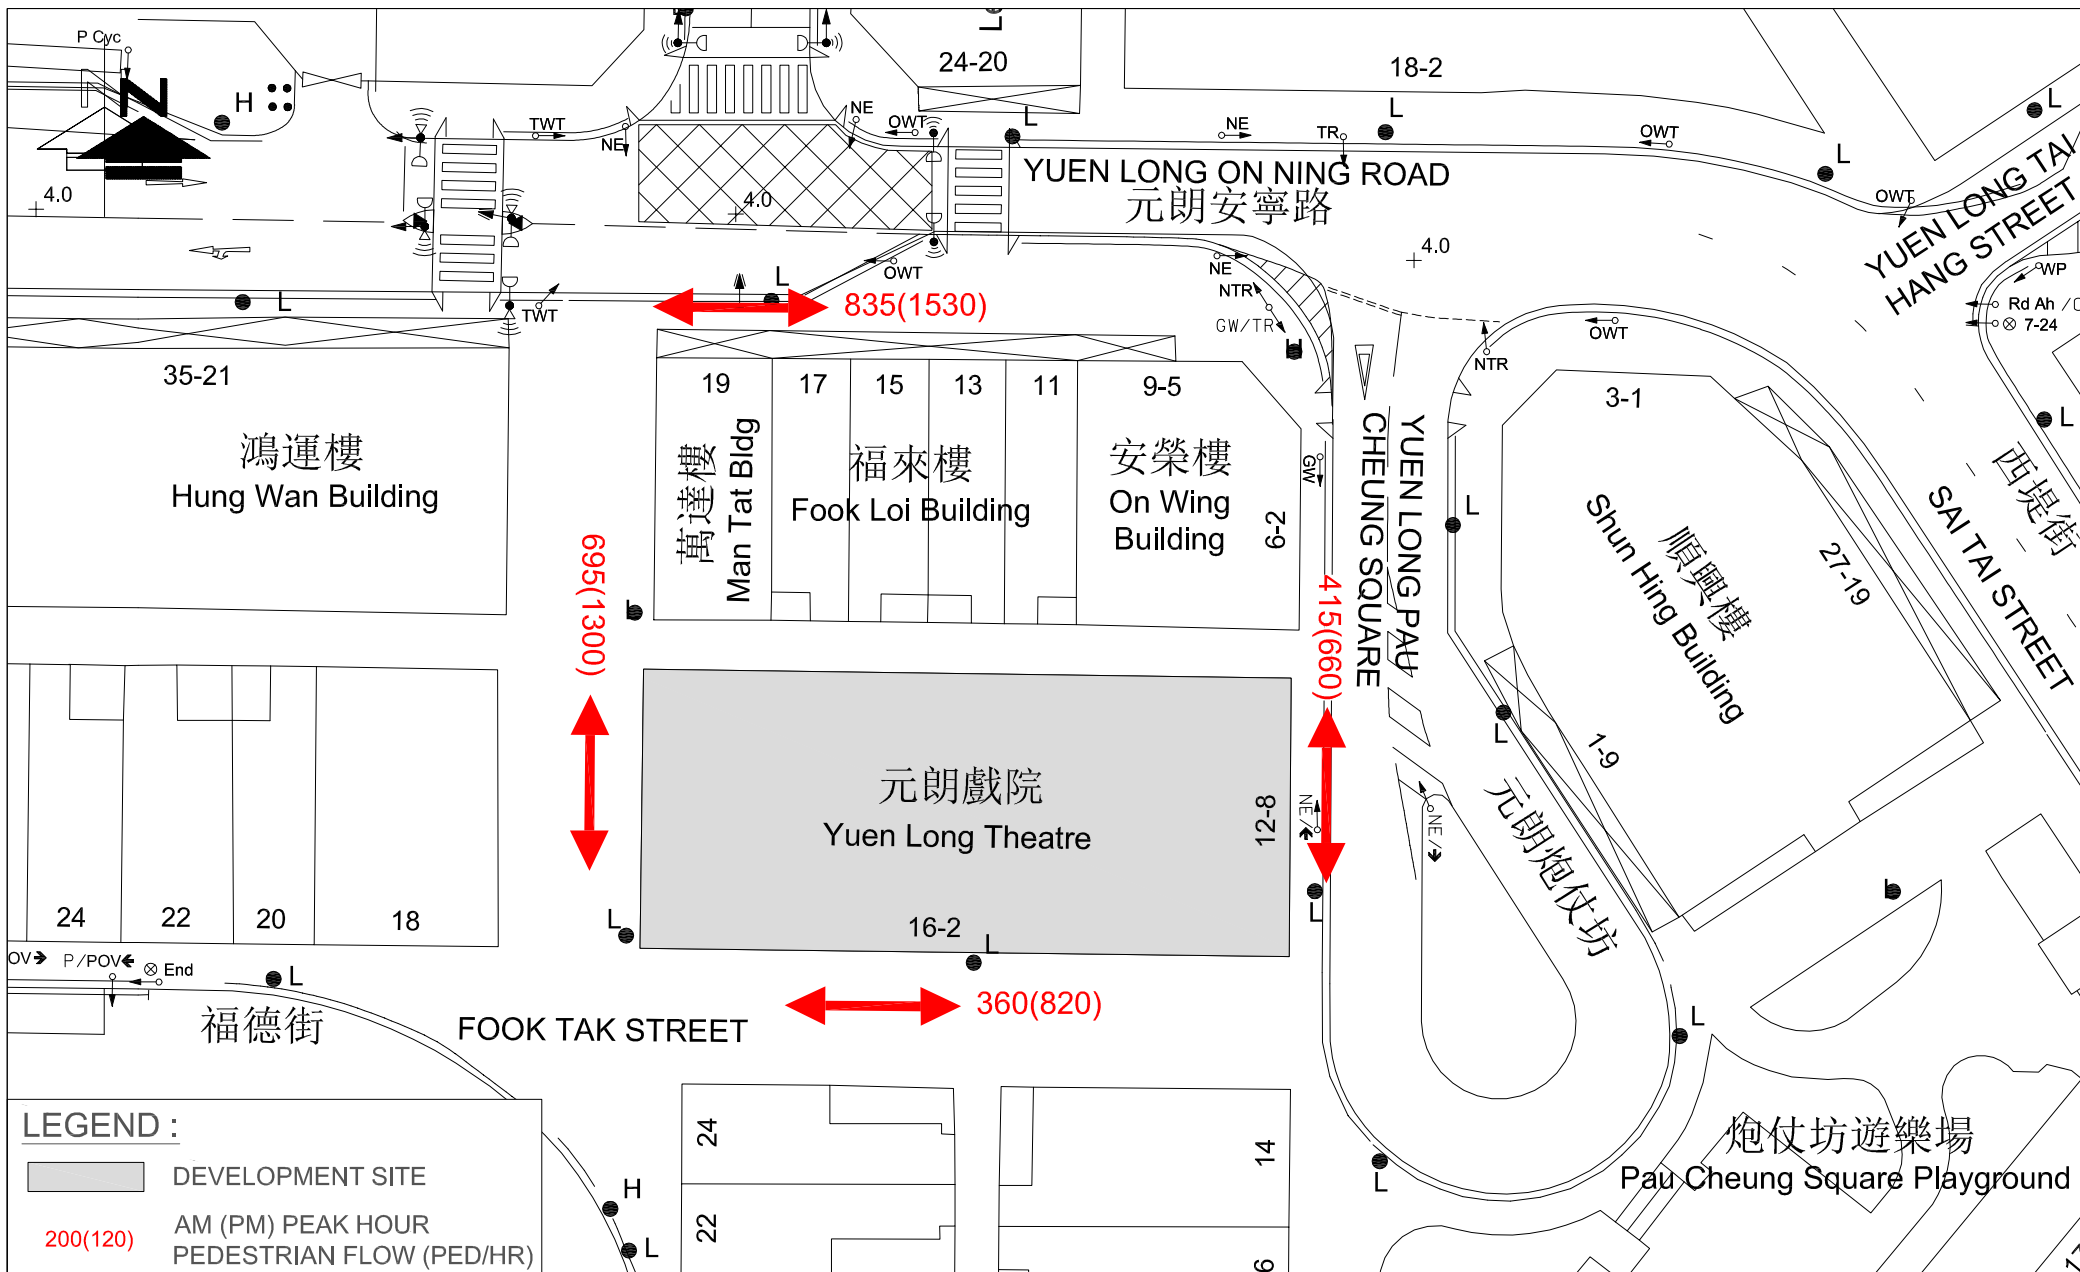 P Cyc
N
H
L
L
24-20
18-2
L
L
L
L
TWT
NE
NE
OWT
NE
TR
OWT
OWT
4.0
4.0
4.0
YUEN LONG ON NING ROAD
元朗安寧路
YUEN LONG TAI
HANG STREET
WP
Rd Ah
7-24
L
L
TWT
OWT
835(1530)
NE
NTR
GW/TR
H
NTR
OWT
35-21
19
17
15
13
11
9-5
3-1
鴻運樓
Hung Wan Building
萬達樓
Man Tat Bldg
福來樓
Fook Loi Building
安榮樓
On Wing
Building
6-2
GW
YUEN LONG PAU
CHEUNG SQUARE
L
L
順興樓
Shun Hing Building
27-19
1-9
西堤街
SAI TAI STREET
695(1300)
415(660)
L
元朗戲院
Yuen Long Theatre
12-8
16-2
NE/
NE/
L
元朗炮仗坊
24
22
20
18
L
L
L
L
OV
P/POV
End
L
福德街
FOOK TAK STREET
360(820)
L
炮仗坊遊樂場
Pau Cheung Square Playground
L
24
22
14
6
H
L
LEGEND :
DEVELOPMENT SITE
200(120)
AM (PM) PEAK HOUR
PEDESTRIAN FLOW (PED/HR)